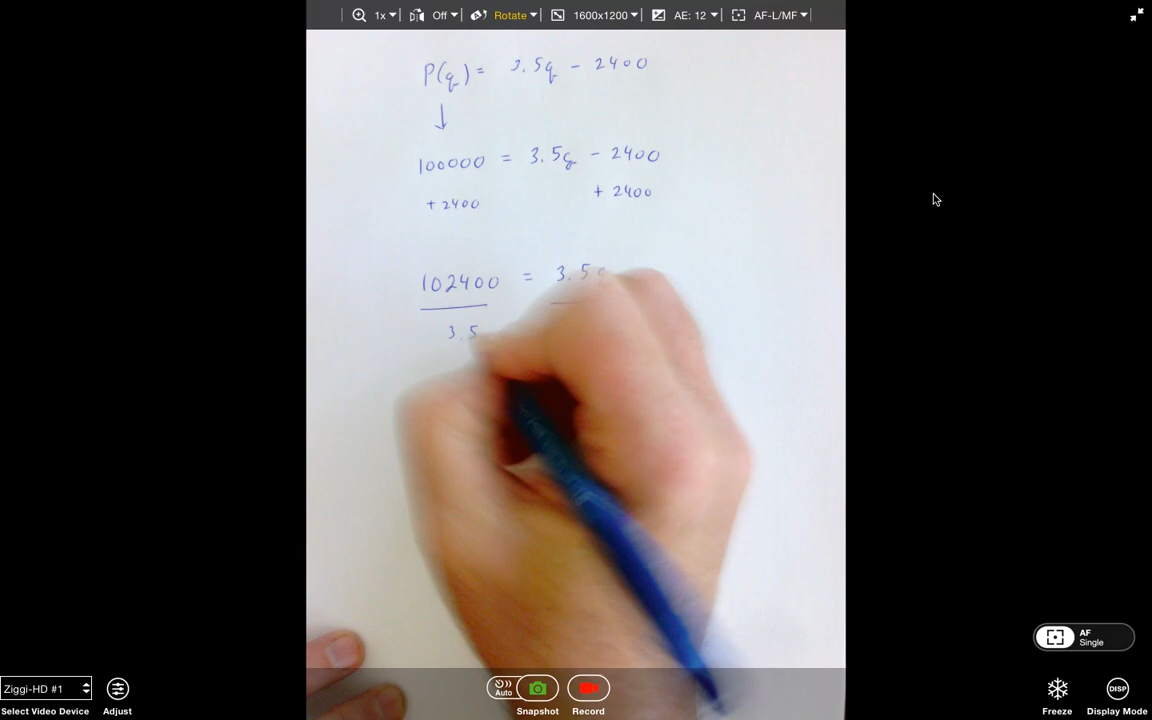 1x Off Rotate 1600x1200 AE: 12 AF-L/MF
P(q) = 3.5q - 2400
↓
100000 = 3.5q - 2400
+ 2400 + 2400
102400 = 3.5q
3.5
AF
Single
Ziggi-HD #1
Auto
Select Video Device Adjust Snapshot Record Freeze Display Mode
DISP